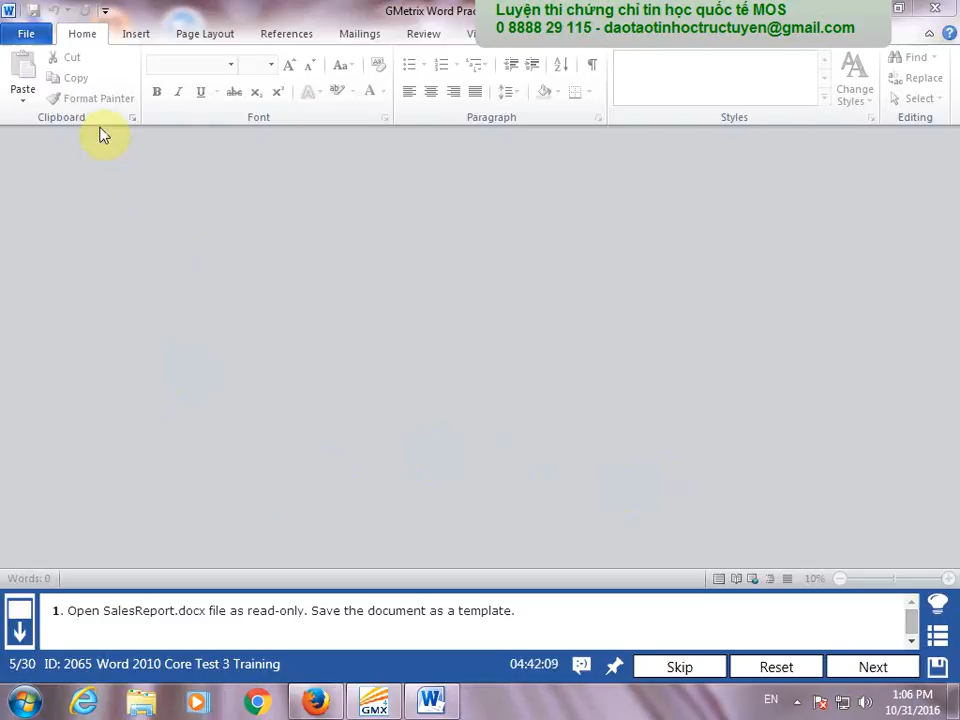 GMetrix Word Prac
Luyện thi chứng chỉ tin học quốc tế MOS
0 8888 29 115 - daotaotinhoctructuyen@gmail.com
File Home Insert Page Layout References Mailings Review
Paste
Cut
Copy
Format Painter
Clipboard
Aa
Font
Paragraph
Styles
Change Styles
Find
Replace
Select
Editing
Words: 0
10%
1. Open SalesReport.docx file as read-only. Save the document as a template.
5/30 ID: 2065 Word 2010 Core Test 3 Training
04:42:09
Skip
Reset
Next
GMX
EN
1:06 PM
10/31/2016